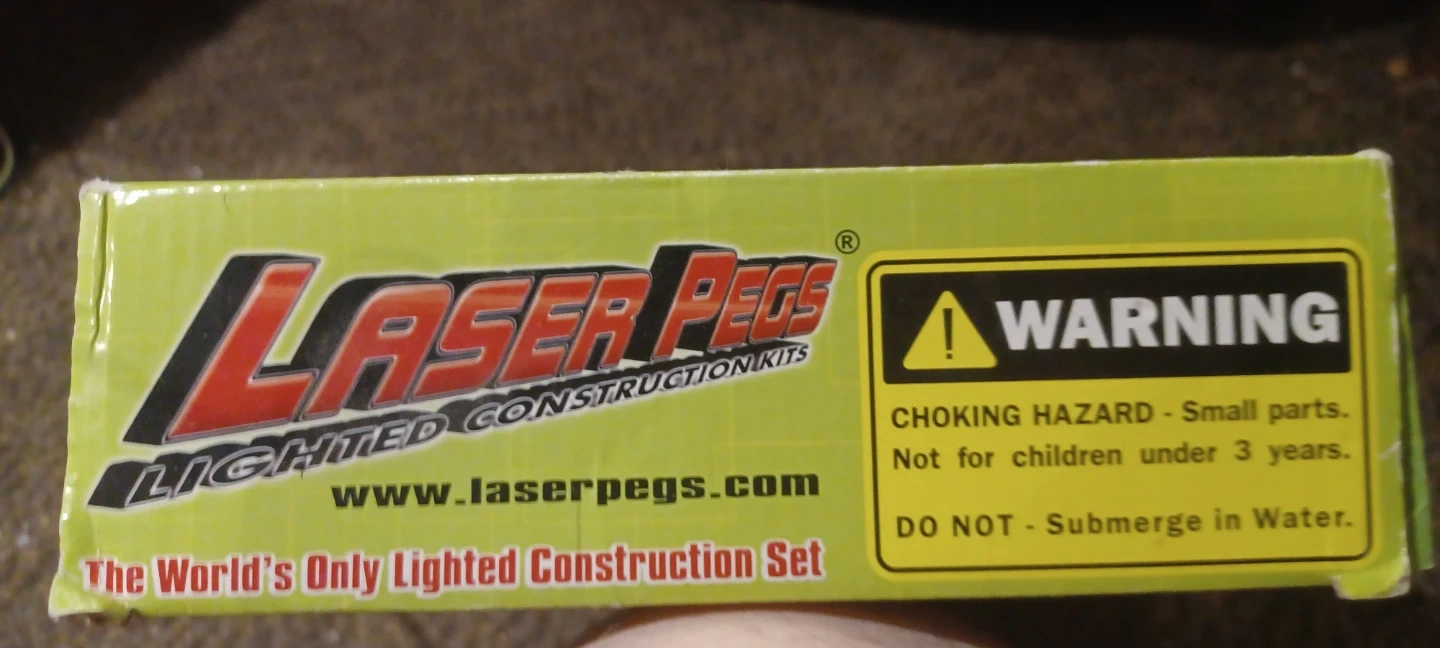 LASER PEGS®
LIGHTED CONSTRUCTION KITS
www.laserpegs.com
The World's Only Lighted Construction Set
WARNING
CHOKING HAZARD - Small parts.
Not for children under 3 years.
DO NOT - Submerge in Water.